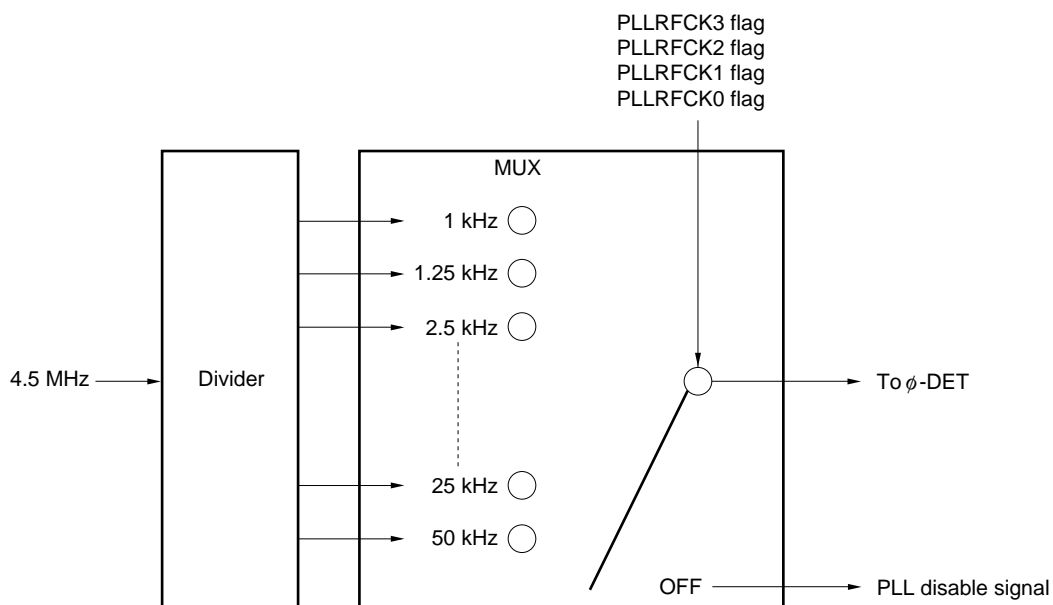 PLLRFCK3 flag
PLLRFCK2 flag
PLLRFCK1 flag
PLLRFCK0 flag
MUX
1 kHz
1.25 kHz
2.5 kHz
4.5 MHz
Divider
To ϕ-DET
25 kHz
50 kHz
OFF
PLL disable signal